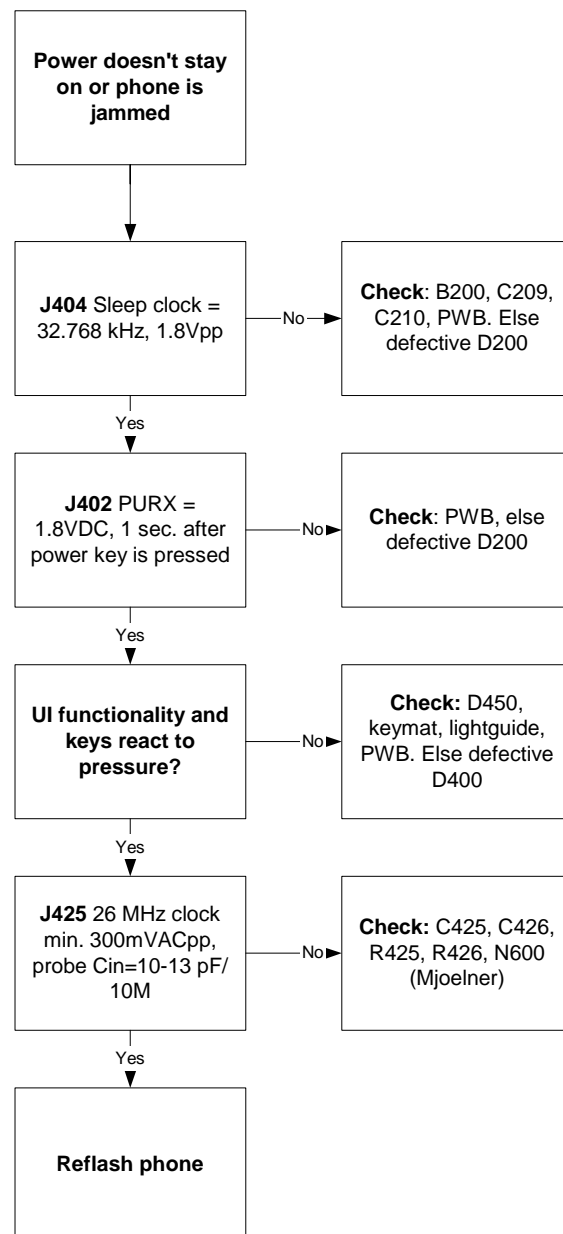 Power doesn't stay
on or phone is
jammed
J404 Sleep clock =
32.768 kHz, 1.8Vpp
No
Check: B200, C209,
C210, PWB. Else
defective D200
Yes
J402 PURX =
1.8VDC, 1 sec. after
power key is pressed
No
Check: PWB, else
defective D200
Yes
UI functionality and
keys react to
pressure?
No
Check: D450,
keymat, lightguide,
PWB. Else defective
D400
Yes
J425 26 MHz clock
min. 300mVACpp,
probe Cin=10-13 pF/
10M
No
Check: C425, C426,
R425, R426, N600
(Mjoelner)
Yes
Reflash phone